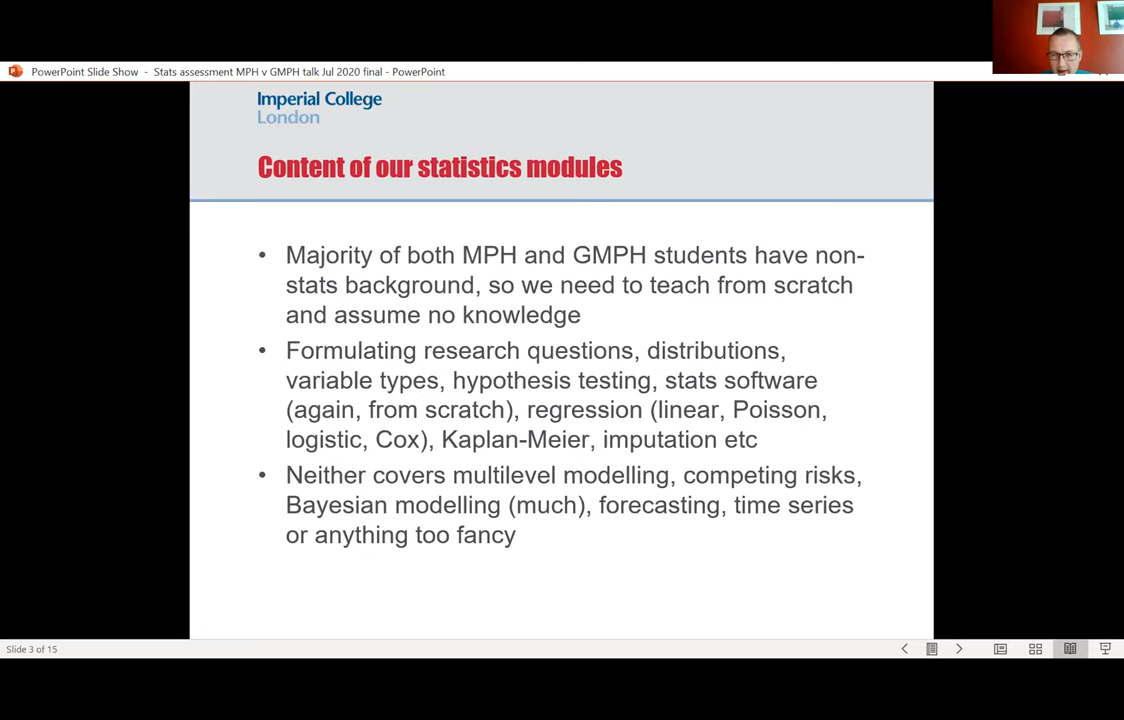 PowerPoint Slide Show - Stats assessment MPH v GMPH talk Jul 2020 final - PowerPoint
Imperial College
London
Content of our statistics modules
• Majority of both MPH and GMPH students have non-
stats background, so we need to teach from scratch
and assume no knowledge
• Formulating research questions, distributions,
variable types, hypothesis testing, stats software
(again, from scratch), regression (linear, Poisson,
logistic, Cox), Kaplan-Meier, imputation etc
• Neither covers multilevel modelling, competing risks,
Bayesian modelling (much), forecasting, time series
or anything too fancy
Slide 3 of 15